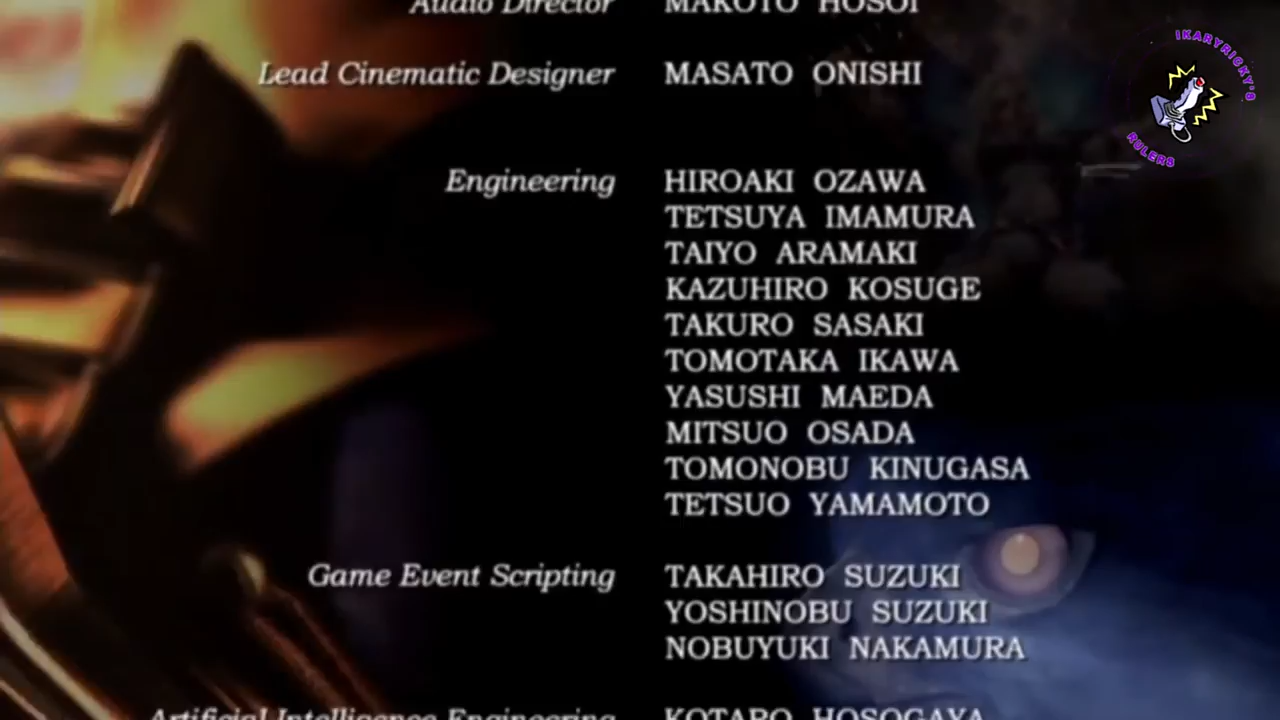 Audio Director MAKOTO HOSOI
Lead Cinematic Designer MASATO ONISHI
Engineering HIROAKI OZAWA
TETSUYA IMAMURA
TAIYO ARAMAKI
KAZUHIRO KOSUGE
TAKURO SASAKI
TOMOTAKA IKAWA
YASUSHI MAEDA
MITSUO OSADA
TOMONOBU KINUGASA
TETSUO YAMAMOTO
Game Event Scripting TAKAHIRO SUZUKI
YOSHINOBU SUZUKI
NOBUYUKI NAKAMURA
Artificial Intelligence Engineering KOTARO HOSOGAYA
IKARYRICKY'S
RULERS